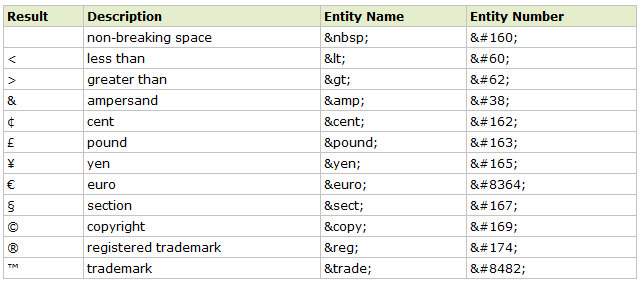 Result Description Entity Name Entity Number
non-breaking space &nbsp; &#160;
< less than &lt; &#60;
> greater than &gt; &#62;
& ampersand &amp; &#38;
¢ cent &cent; &#162;
£ pound &pound; &#163;
¥ yen &yen; &#165;
€ euro &euro; &#8364;
§ section &sect; &#167;
© copyright &copy; &#169;
® registered trademark &reg; &#174;
™ trademark &trade; &#8482;